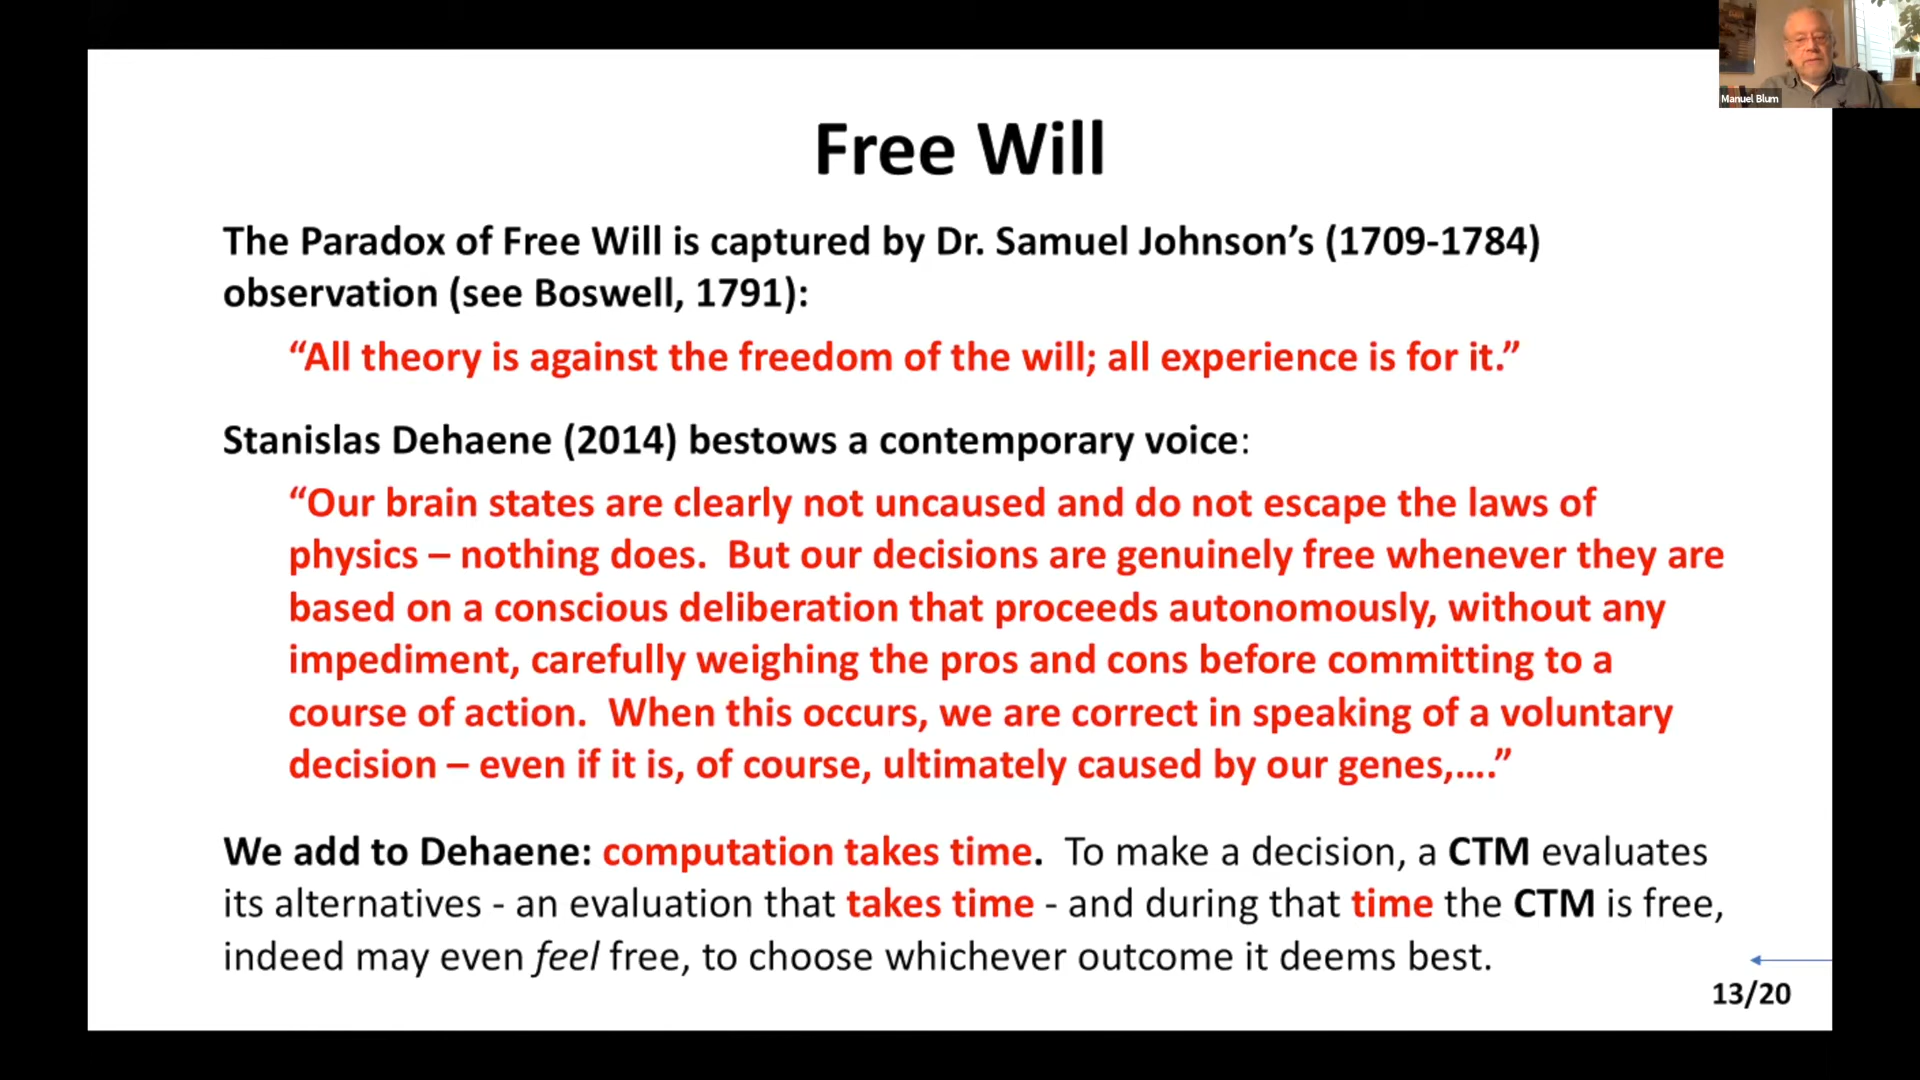 Manuel Blum
Free Will
The Paradox of Free Will is captured by Dr. Samuel Johnson’s (1709-1784)
observation (see Boswell, 1791):
“All theory is against the freedom of the will; all experience is for it.”
Stanislas Dehaene (2014) bestows a contemporary voice:
“Our brain states are clearly not uncaused and do not escape the laws of
physics – nothing does.  But our decisions are genuinely free whenever they are
based on a conscious deliberation that proceeds autonomously, without any
impediment, carefully weighing the pros and cons before committing to a
course of action.  When this occurs, we are correct in speaking of a voluntary
decision – even if it is, of course, ultimately caused by our genes,….”
We add to Dehaene: computation takes time.  To make a decision, a CTM evaluates
its alternatives - an evaluation that takes time - and during that time the CTM is free,
indeed may even feel free, to choose whichever outcome it deems best.
13/20